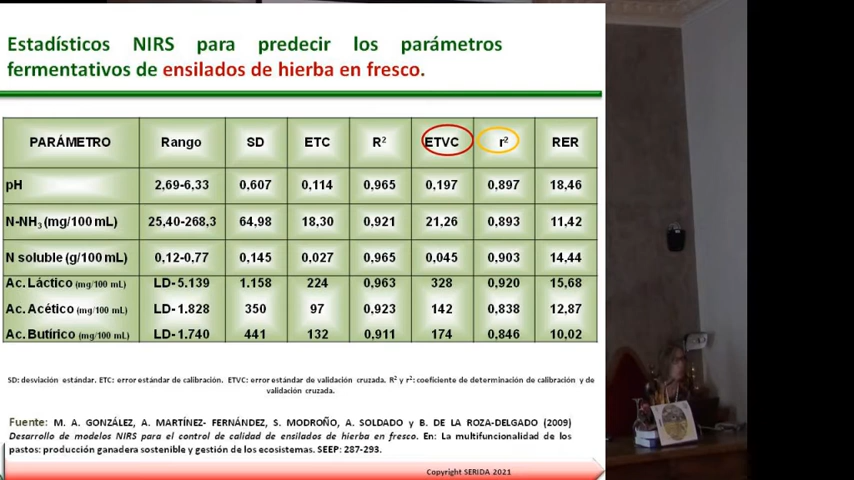 Estadísticos NIRS para predecir los parámetros
fermentativos de ensilados de hierba en fresco.
PARÁMETRO Rango SD ETC R² ETVC r² RER
pH 2,69-6,33 0,607 0,114 0,965 0,197 0,897 18,46
N-NH₃ (mg/100 mL) 25,40-268,3 64,98 18,30 0,921 21,26 0,893 11,42
N soluble (g/100 mL) 0,12-0,77 0,145 0,027 0,965 0,045 0,903 14,44
Ac. Láctico (mg/100 mL) LD- 5.139 1.158 224 0,963 328 0,920 15,68
Ac. Acético (mg/100 mL) LD- 1.828 350 97 0,923 142 0,838 12,87
Ac. Butírico (mg/100 mL) LD- 1.740 441 132 0,911 174 0,846 10,02
SD: desviación estándar. ETC: error estándar de calibración. ETVC: error estándar de validación cruzada. R² y r²: coeficiente de determinación de calibración y de
validación cruzada.
Fuente: M. A. GONZÁLEZ, A. MARTÍNEZ- FERNÁNDEZ, S. MODROÑO, A. SOLDADO y B. DE LA ROZA-DELGADO (2009)
Desarrollo de modelos NIRS para el control de calidad de ensilados de hierba en fresco. En: La multifuncionalidad de los
pastos: producción ganadera sostenible y gestión de los ecosistemas. SEEP: 287-293.
Copyright SERIDA 2021